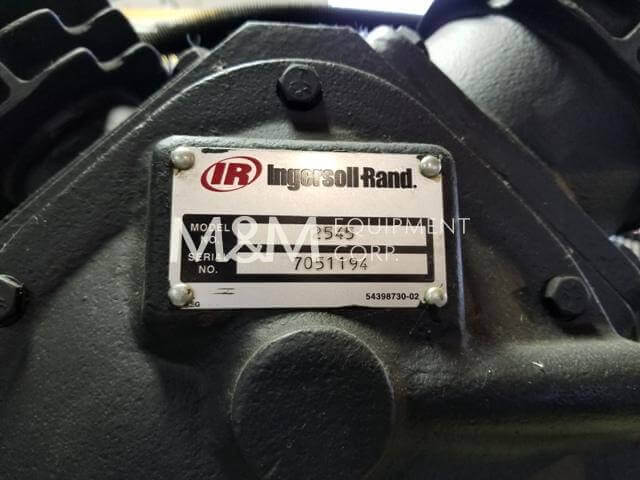 IR Ingersoll-Rand®
MODEL NO. 2545
SERIAL NO. 7051194
54398730-02
M&M EQUIPMENT CORP.